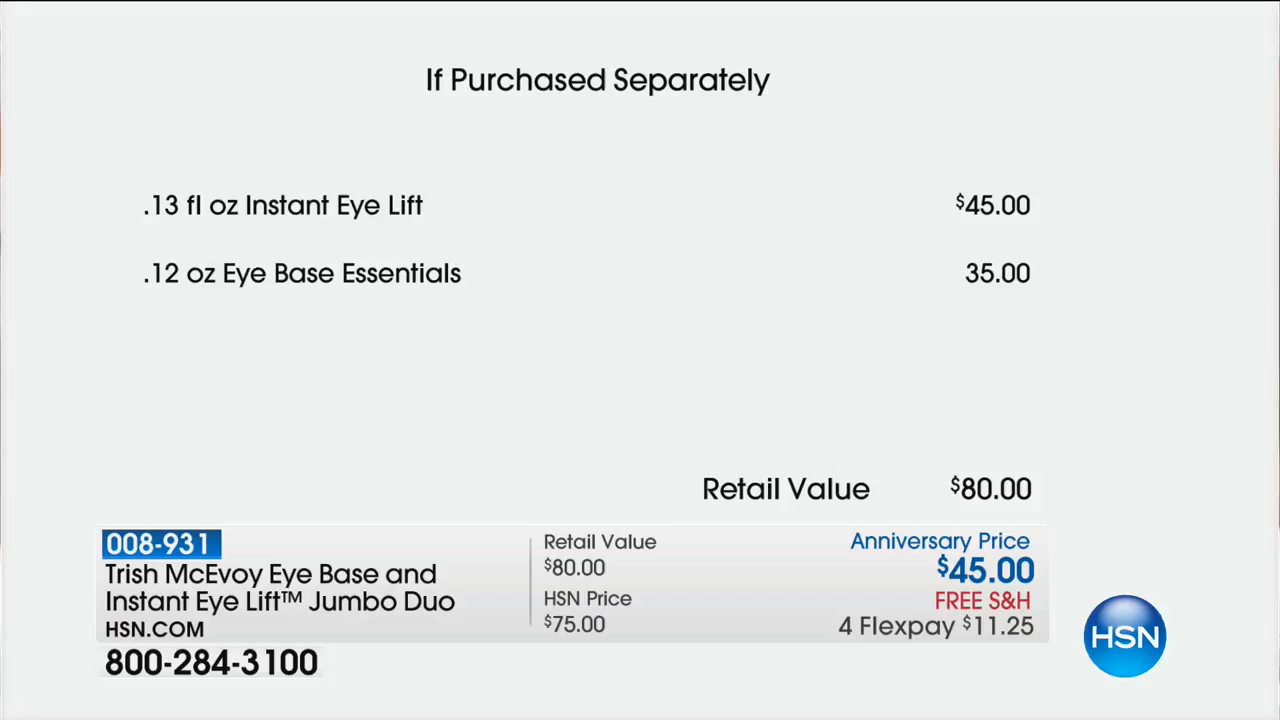 If Purchased Separately
.13 fl oz Instant Eye Lift $45.00
.12 oz Eye Base Essentials 35.00
Retail Value $80.00
008-931
Trish McEvoy Eye Base and
Instant Eye Lift™ Jumbo Duo
HSN.COM
800-284-3100
Retail Value
$80.00
HSN Price
$75.00
Anniversary Price
$45.00
FREE S&H
4 Flexpay $11.25
HSN